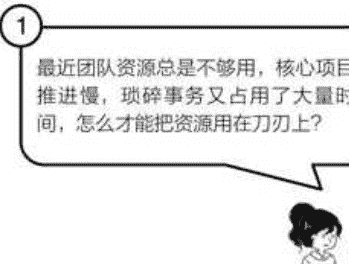 1
最近团队资源总是不够用，核心项目
推进慢，琐碎事务又占用了大量时
间，怎么才能把资源用在刀刃上？